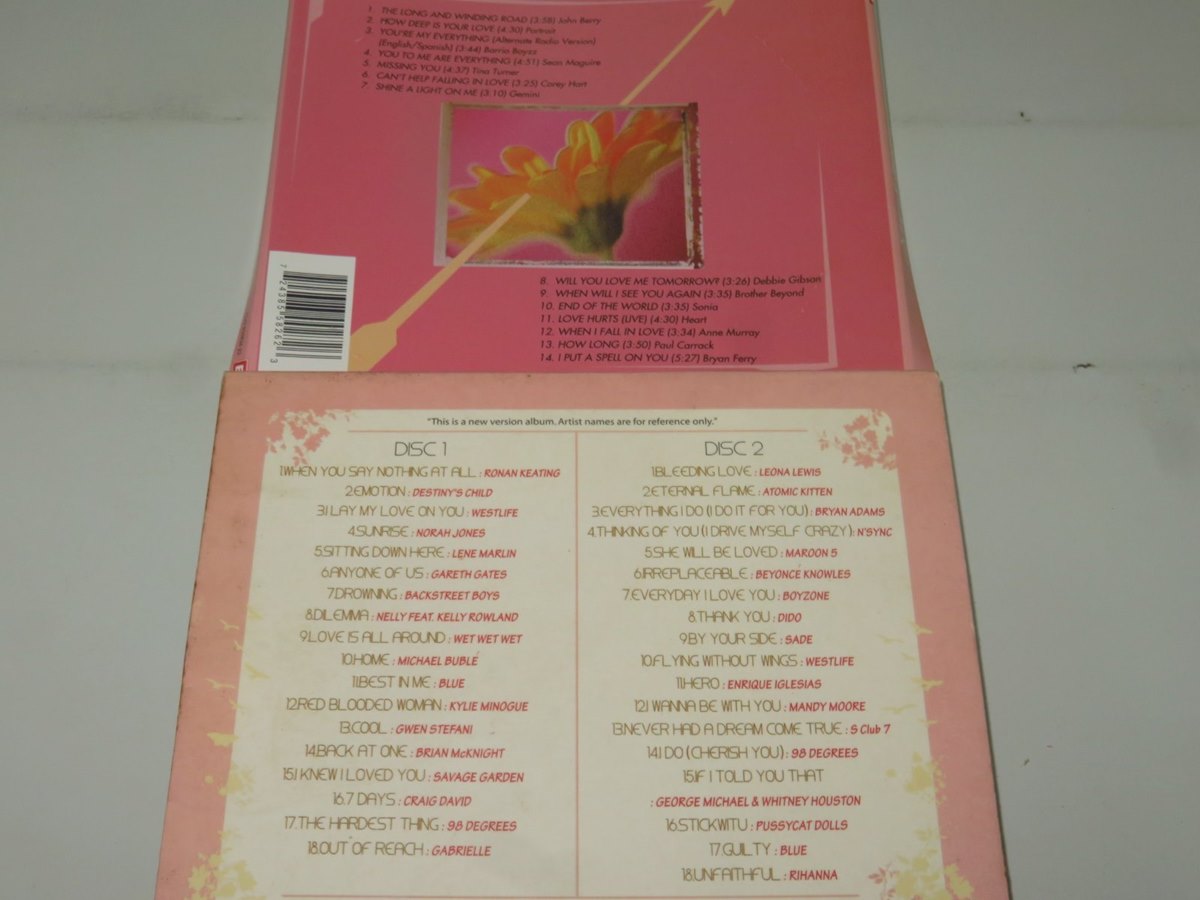 1. THE LONG AND WINDING ROAD (3:58) John Berry
2. HOW DEEP IS YOUR LOVE (4:30) Portrait
3. YOU'RE MY EVERYTHING (Alternate Radio Version)
(English/Spanish) (3:44) Barrio Boyzz
4. YOU TO ME ARE EVERYTHING (4:51) Sean Maguire
5. MISSING YOU (4:37) Tina Turner
6. CAN'T HELP FALLING IN LOVE (3:25) Corey Hart
7. SHINE A LIGHT ON ME (3:10) Gemini
8. WILL YOU LOVE ME TOMORROW? (3:26) Debbie Gibson
9. WHEN WILL I SEE YOU AGAIN (3:35) Brother Beyond
10. END OF THE WORLD (3:35) Sonia
11. LOVE HURTS (LIVE) (4:30) Heart
12. WHEN I FALL IN LOVE (3:34) Anne Murray
13. HOW LONG (3:50) Paul Carrack
14. I PUT A SPELL ON YOU (5:27) Bryan Ferry
"This is a new version album. Artist names are for reference only."
DISC 1
1.WHEN YOU SAY NOTHING AT ALL : RONAN KEATING
2.EMOTION : DESTINY'S CHILD
3.I LAY MY LOVE ON YOU : WESTLIFE
4.SUNRISE : NORAH JONES
5.SITTING DOWN HERE : LENE MARLIN
6.ANYONE OF US : GARETH GATES
7.DROWNING : BACKSTREET BOYS
8.DILEMMA : NELLY FEAT. KELLY ROWLAND
9.LOVE IS ALL AROUND : WET WET WET
10.HOME : MICHAEL BUBLÉ
11.BEST IN ME : BLUE
12.RED BLOODED WOMAN : KYLIE MINOGUE
13.COOL : GWEN STEFANI
14.BACK AT ONE : BRIAN McKNIGHT
15.I KNEW I LOVED YOU : SAVAGE GARDEN
16.7 DAYS : CRAIG DAVID
17.THE HARDEST THING : 98 DEGREES
18.OUT OF REACH : GABRIELLE
DISC 2
1.BLEEDING LOVE : LEONA LEWIS
2.ETERNAL FLAME : ATOMIC KITTEN
3.EVERYTHING I DO (I DO IT FOR YOU) : BRYAN ADAMS
4.THINKING OF YOU (I DRIVE MYSELF CRAZY) : N'SYNC
5.SHE WILL BE LOVED : MAROON 5
6.IRREPLACEABLE : BEYONCE KNOWLES
7.EVERYDAY I LOVE YOU : BOYZONE
8.THANK YOU : DIDO
9.BY YOUR SIDE : SADE
10.FLYING WITHOUT WINGS : WESTLIFE
11.HERO : ENRIQUE IGLESIAS
12.I WANNA BE WITH YOU : MANDY MOORE
13.NEVER HAD A DREAM COME TRUE : S Club 7
14.I DO (CHERISH YOU) : 98 DEGREES
15.IF I TOLD YOU THAT
: GEORGE MICHAEL & WHITNEY HOUSTON
16.STICKWITU : PUSSYCAT DOLLS
17.GUILTY : BLUE
18.UNFAITHFUL : RIHANNA